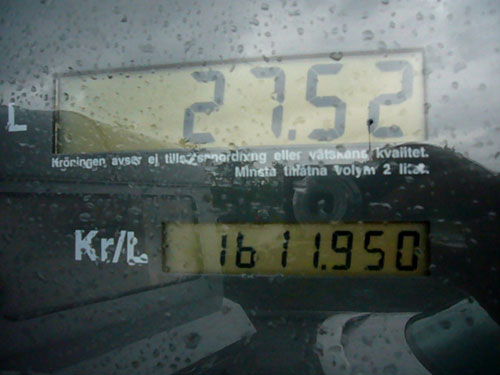 L 27.52
Kröningen avser ej tillsatsanordning eller vätskans kvalitet.
Minsta tillåtna volym 2 liter.
Kr/L 1611.950